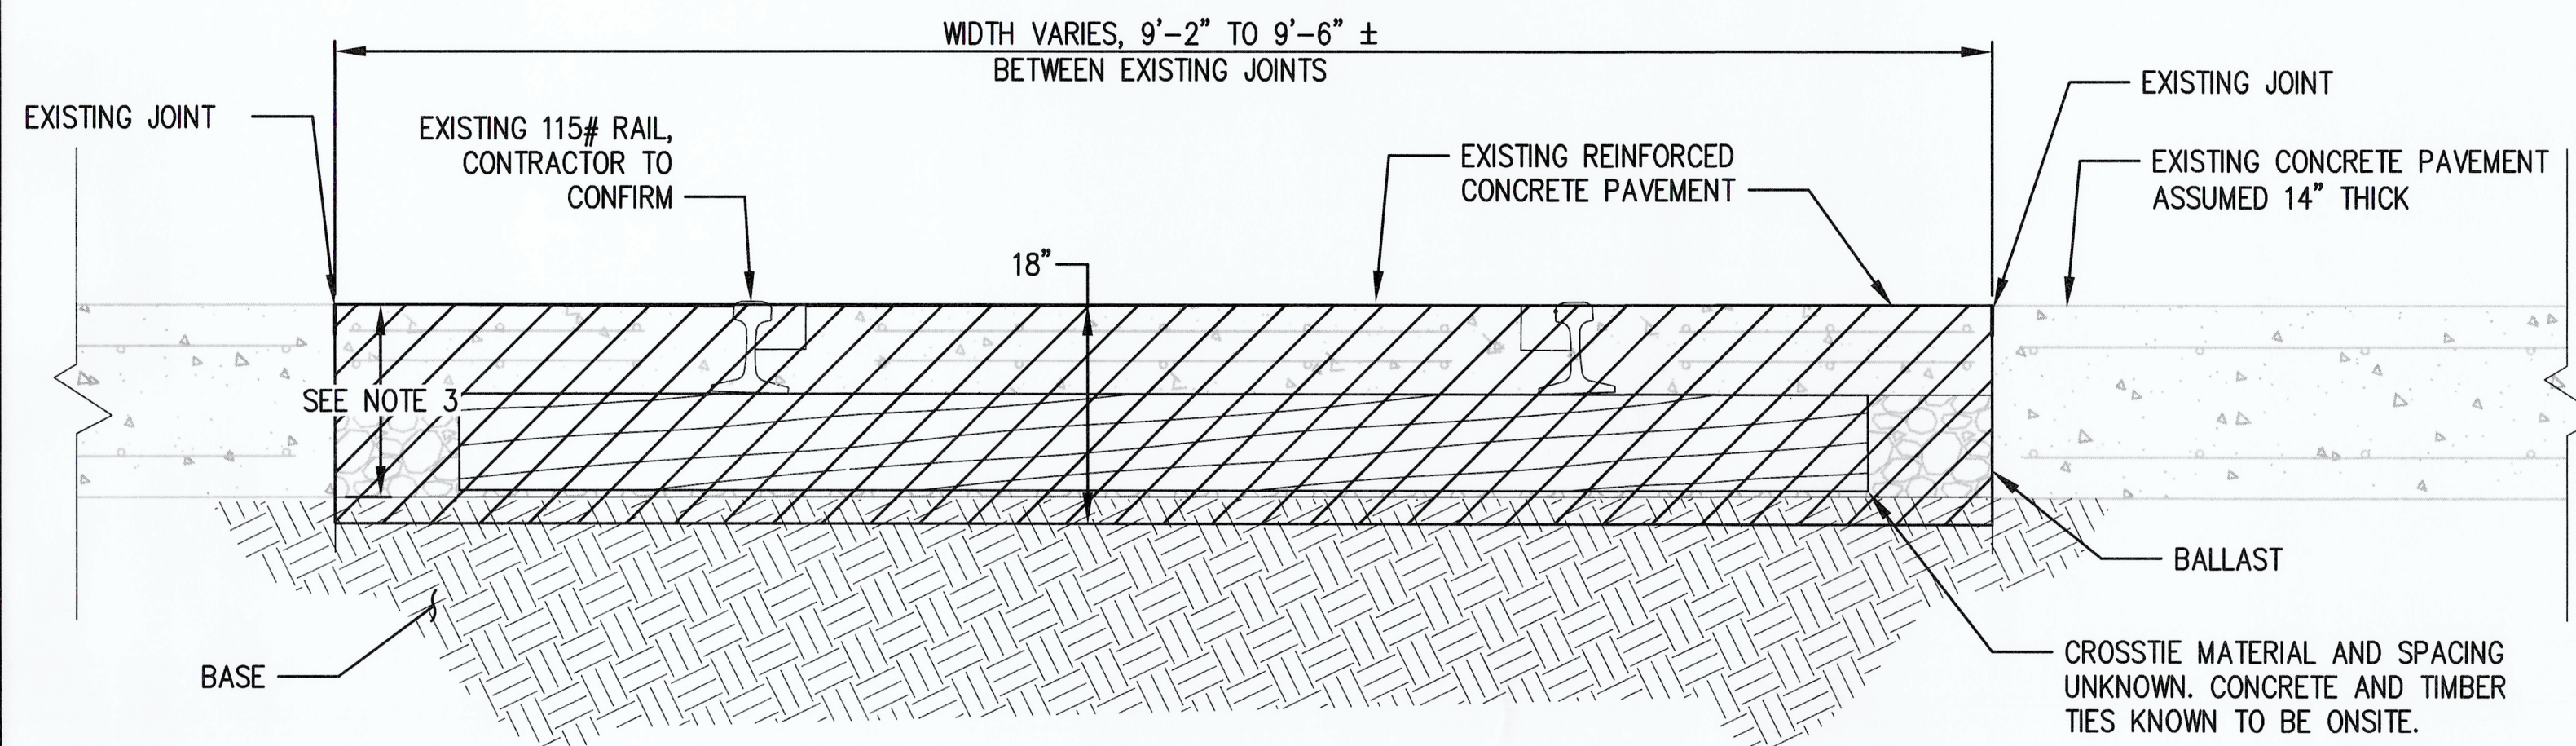 WIDTH VARIES, 9'-2" TO 9'-6" ±
BETWEEN EXISTING JOINTS
EXISTING JOINT
EXISTING 115# RAIL,
CONTRACTOR TO
CONFIRM
EXISTING REINFORCED
CONCRETE PAVEMENT
EXISTING JOINT
EXISTING CONCRETE PAVEMENT
ASSUMED 14" THICK
18"
SEE NOTE 3
BASE
BALLAST
CROSSTIE MATERIAL AND SPACING
UNKNOWN. CONCRETE AND TIMBER
TIES KNOWN TO BE ONSITE.